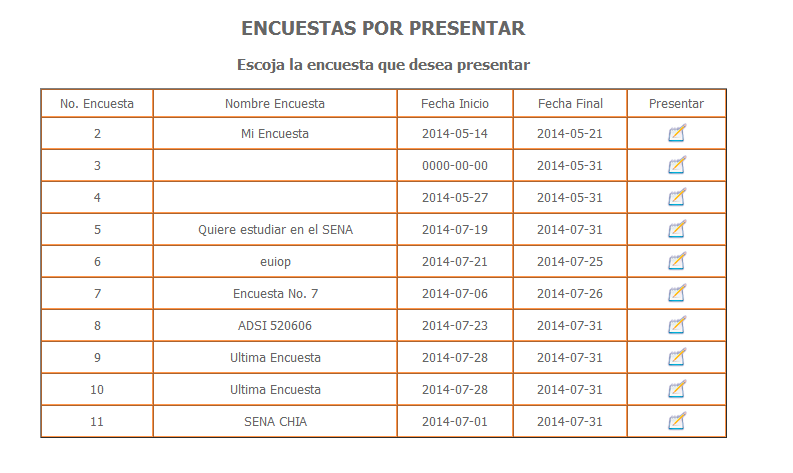 ENCUESTAS POR PRESENTAR
Escoja la encuesta que desea presentar
No. Encuesta Nombre Encuesta Fecha Inicio Fecha Final Presentar
2 Mi Encuesta 2014-05-14 2014-05-21
3 0000-00-00 2014-05-31
4 2014-05-27 2014-05-31
5 Quiere estudiar en el SENA 2014-07-19 2014-07-31
6 euiop 2014-07-21 2014-07-25
7 Encuesta No. 7 2014-07-06 2014-07-26
8 ADSI 520606 2014-07-23 2014-07-31
9 Ultima Encuesta 2014-07-28 2014-07-31
10 Ultima Encuesta 2014-07-28 2014-07-31
11 SENA CHIA 2014-07-01 2014-07-31